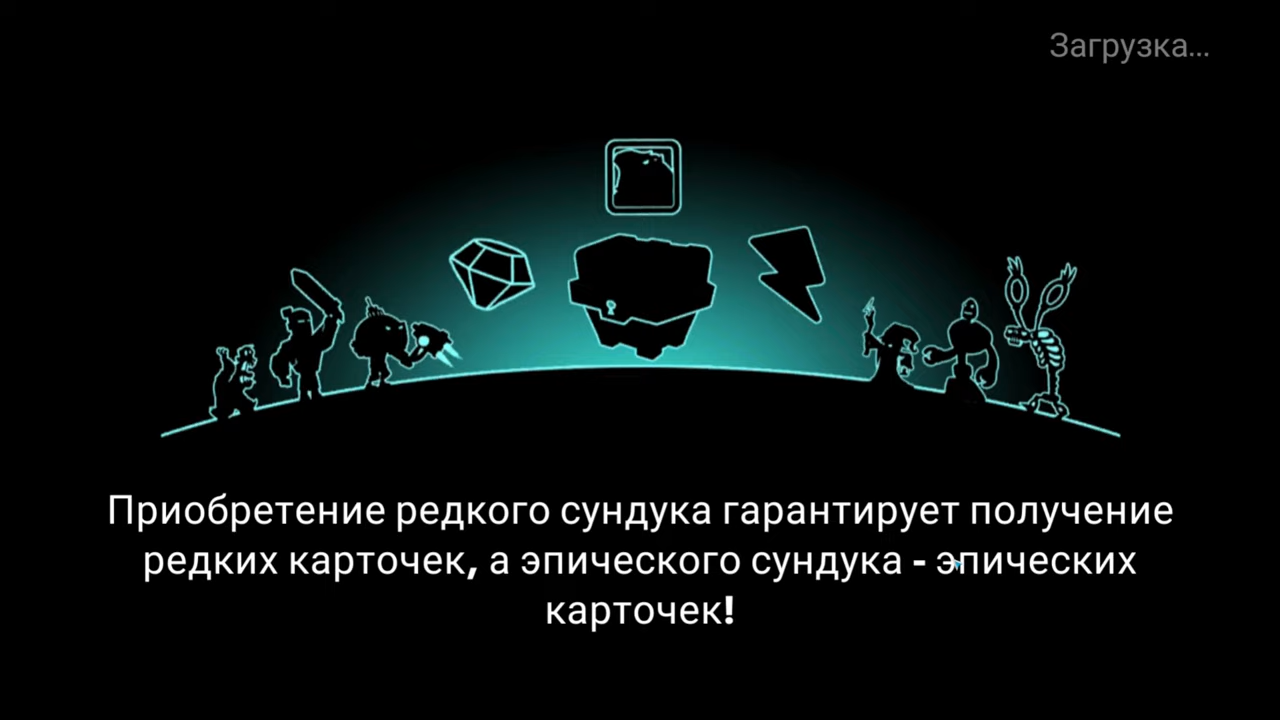 Загрузка...
Приобретение редкого сундука гарантирует получение
редких карточек, а эпического сундука - эпических
карточек!